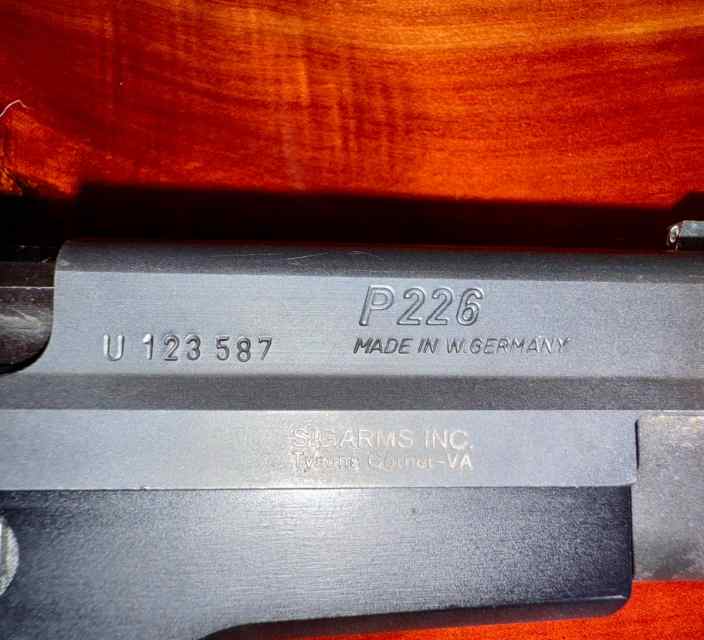 P226
U 123 587
MADE IN W.GERMANY
SIGARMS INC.
Tysons Corner-VA